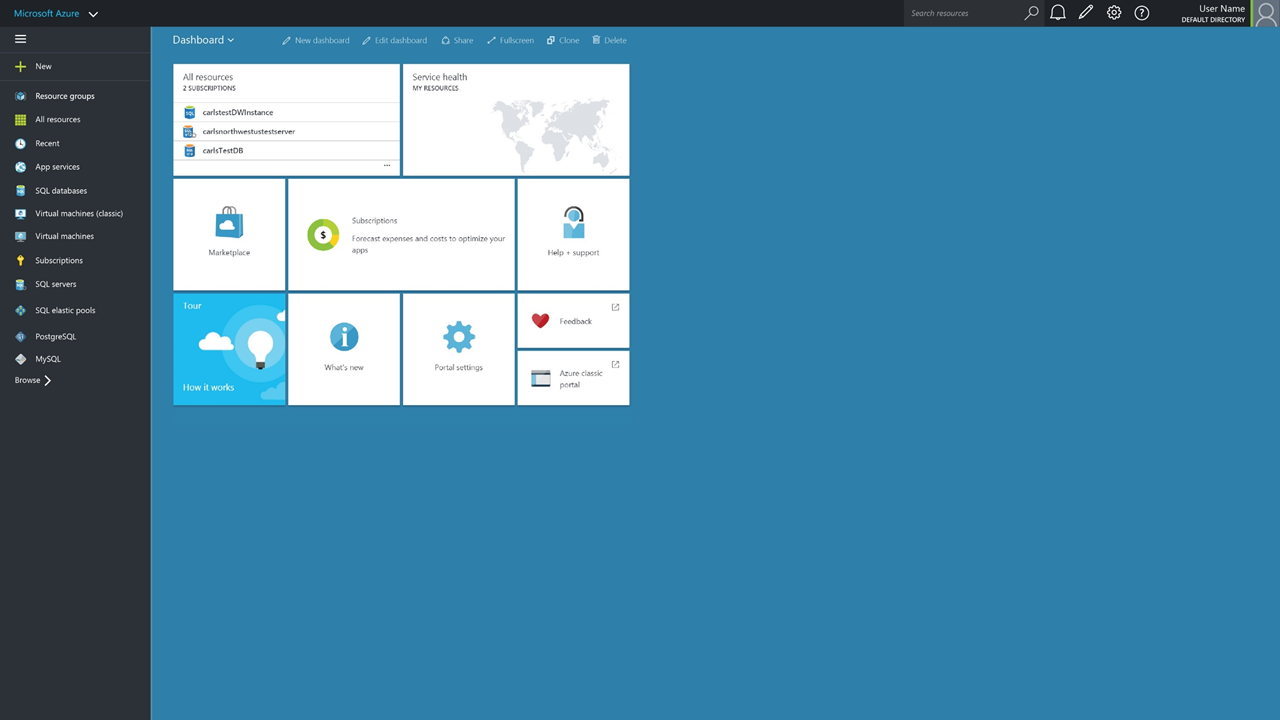 Microsoft Azure
Search resources
User Name
DEFAULT DIRECTORY
New
Resource groups
All resources
Recent
App services
SQL databases
Virtual machines (classic)
Virtual machines
Subscriptions
SQL servers
SQL elastic pools
PostgreSQL
MySQL
Browse
Dashboard
New dashboard
Edit dashboard
Share
Fullscreen
Clone
Delete
All resources
2 SUBSCRIPTIONS
carlstestDWInstance
carlsnorthwestustestserver
carlsTestDB
...
Service health
MY RESOURCES
Marketplace
Subscriptions
Forecast expenses and costs to optimize your
apps
Help + support
Tour
How it works
What's new
Portal settings
Feedback
Azure classic
portal